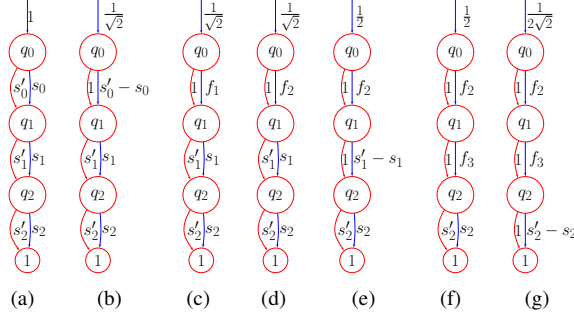 1 1/√2 1/√2 1/√2 1/2 1/2 1/2√2
q₀ q₀ q₀ q₀ q₀ q₀ q₀
s′₀ s₀ 1 s′₀ − s₀ 1 f₁ 1 f₂ 1 f₂ 1 f₂ 1 f₂
q₁ q₁ q₁ q₁ q₁ q₁ q₁
s′₁ s₁ s′₁ s₁ s′₁ s₁ s′₁ s₁ 1 s′₁ − s₁ 1 f₃ 1 f₃
q₂ q₂ q₂ q₂ q₂ q₂ q₂
s′₂ s₂ s′₂ s₂ s′₂ s₂ s′₂ s₂ s′₂ s₂ s′₂ s₂ 1 s′₂ − s₂
1 1 1 1 1 1 1
(a) (b) (c) (d) (e) (f) (g)